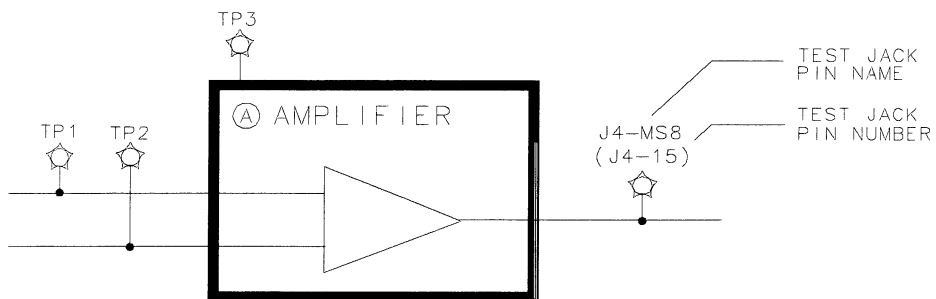 TP3
TEST JACK
PIN NAME
Ⓐ AMPLIFIER
TP1
TP2
J4-MS8
(J4-15)
TEST JACK
PIN NUMBER